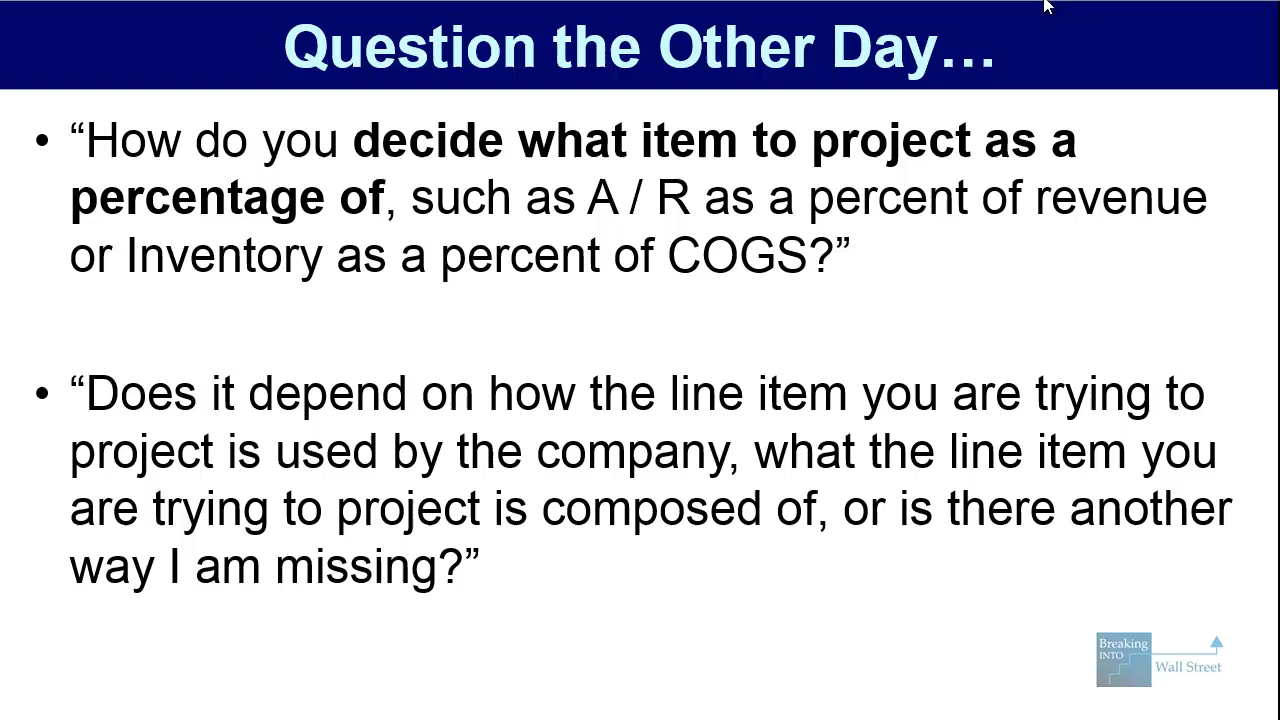 Question the Other Day…
• “How do you decide what item to project as a
percentage of, such as A / R as a percent of revenue
or Inventory as a percent of COGS?”
• “Does it depend on how the line item you are trying to
project is used by the company, what the line item you
are trying to project is composed of, or is there another
way I am missing?”
Breaking
INTO
Wall Street